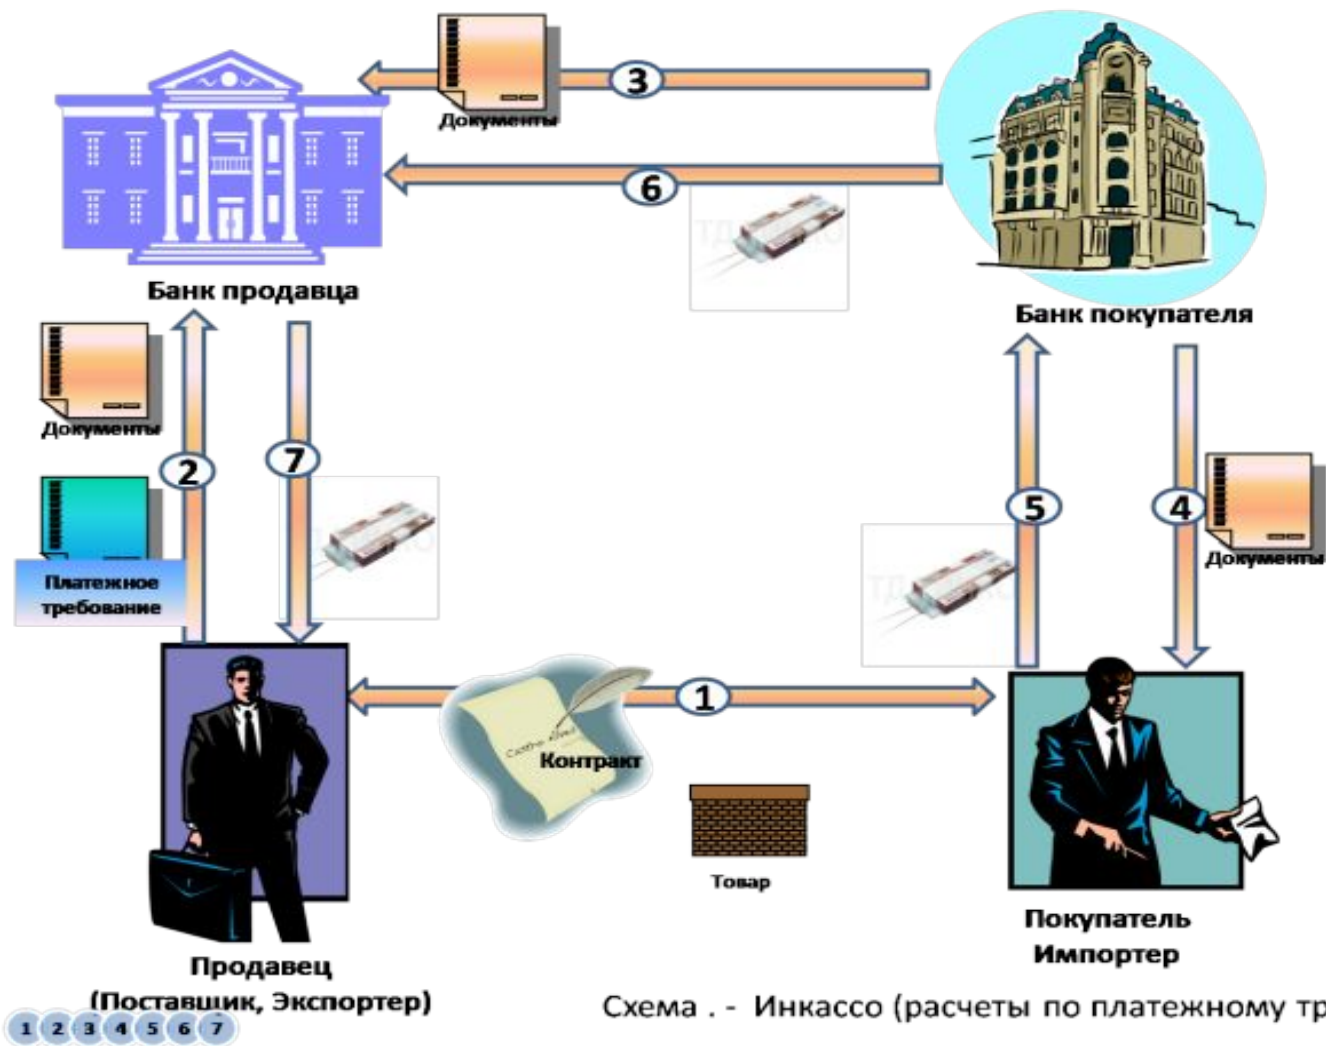 3
Документы
6
Банк продавца
Банк покупателя
Документы
2
7
5
4
Документы
Платежное
требование
1
Контракт
Товар
Покупатель
Импортер
Продавец
(Поставщик, Экспортер)
Схема . - Инкассо (расчеты по платежному тр
1 2 3 4 5 6 7